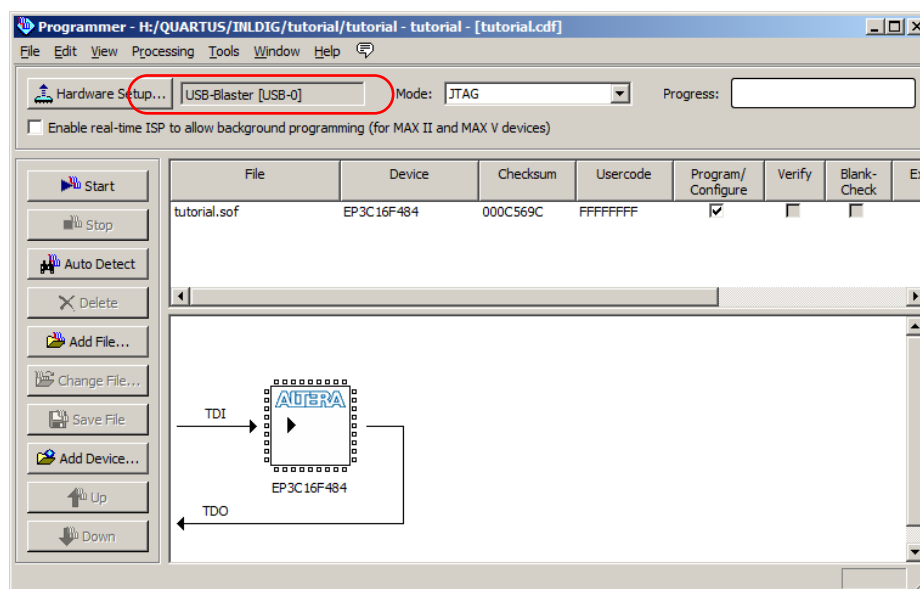 Programmer - H:/QUARTUS/INLDIG/tutorial/tutorial - tutorial - [tutorial.cdf]
File Edit View Processing Tools Window Help
Hardware Setup... USB-Blaster [USB-0] Mode: JTAG Progress:
Enable real-time ISP to allow background programming (for MAX II and MAX V devices)
Start
Stop
Auto Detect
Delete
Add File...
Change File...
Save File
Add Device...
Up
Down
File Device Checksum Usercode Program/ Verify Blank-
Configure Check
tutorial.sof EP3C16F484 000C569C FFFFFFFF
ALTERA
TDI
EP3C16F484
TDO